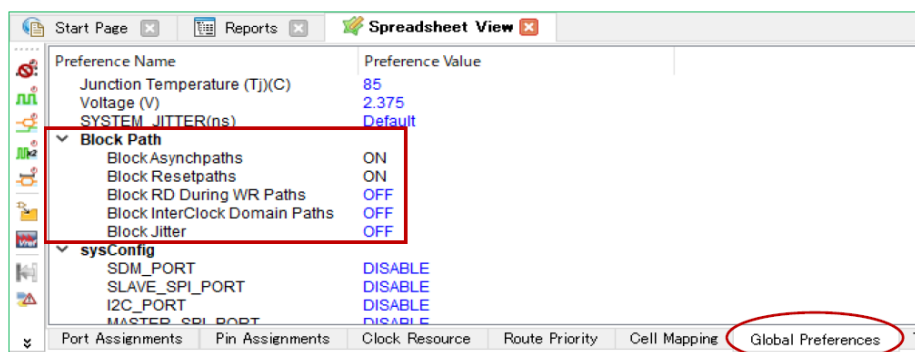 Start Page Reports Spreadsheet View
Preference Name Preference Value
Junction Temperature (Tj)(C) 85
Voltage (V) 2.375
SYSTEM_JITTER(ns) Default
Block Path
Block Asynchpaths ON
Block Resetpaths ON
Block RD During WR Paths OFF
Block InterClock Domain Paths OFF
Block Jitter OFF
sysConfig
SDM_PORT DISABLE
SLAVE_SPI_PORT DISABLE
I2C_PORT DISABLE
MASTER_SPI_PORT DISABLE
Port Assignments Pin Assignments Clock Resource Route Priority Cell Mapping Global Preferences